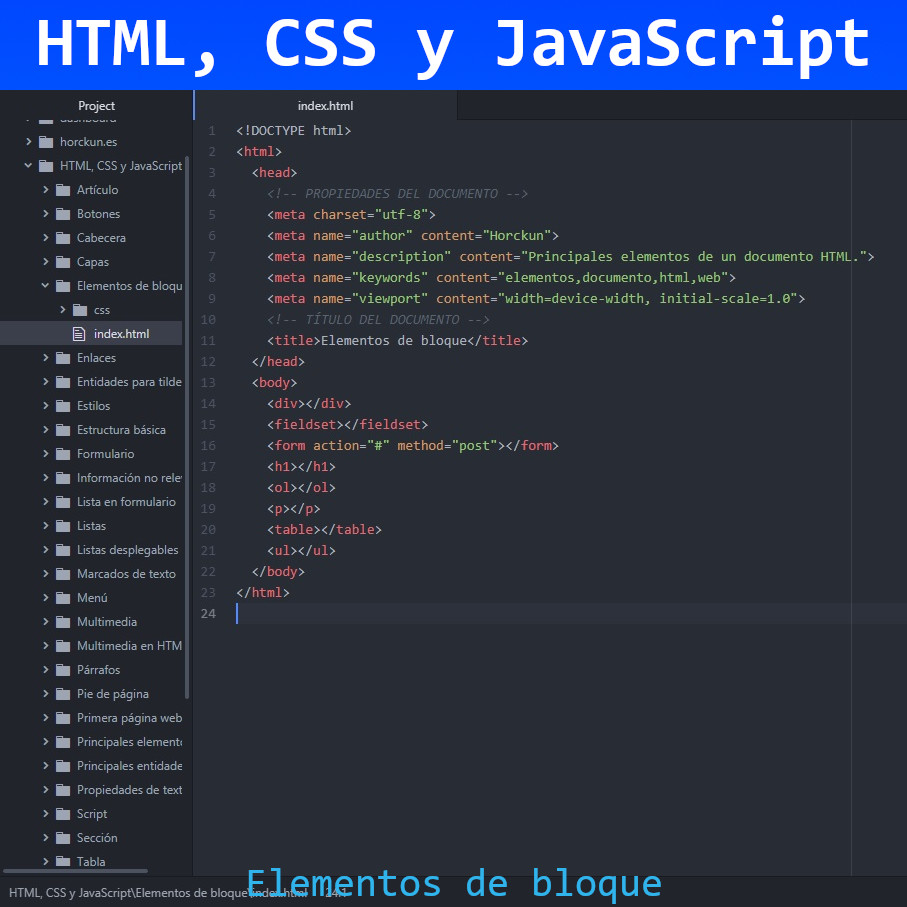 HTML, CSS y JavaScript
Project
index.html
dashboard
horckun.es
HTML, CSS y JavaScript
Artículo
Botones
Cabecera
Capas
Elementos de bloqu
css
index.html
Enlaces
Entidades para tilde
Estilos
Estructura básica
Formulario
Información no rele
Lista en formulario
Listas
Listas desplegables
Marcados de texto
Menú
Multimedia
Multimedia en HTM
Párrafos
Pie de página
Primera página web
Principales element
Principales entidade
Propiedades de text
Script
Sección
Tabla
1 <!DOCTYPE html>
2 <html>
3 <head>
4 <!-- PROPIEDADES DEL DOCUMENTO -->
5 <meta charset="utf-8">
6 <meta name="author" content="Horckun">
7 <meta name="description" content="Principales elementos de un documento HTML.">
8 <meta name="keywords" content="elementos,documento,html,web">
9 <meta name="viewport" content="width=device-width, initial-scale=1.0">
10 <!-- TÍTULO DEL DOCUMENTO -->
11 <title>Elementos de bloque</title>
12 </head>
13 <body>
14 <div></div>
15 <fieldset></fieldset>
16 <form action="#" method="post"></form>
17 <h1></h1>
18 <ol></ol>
19 <p></p>
20 <table></table>
21 <ul></ul>
22 </body>
23 </html>
24
HTML, CSS y JavaScript\Elementos de bloque\index.html 24:1
Elementos de bloque